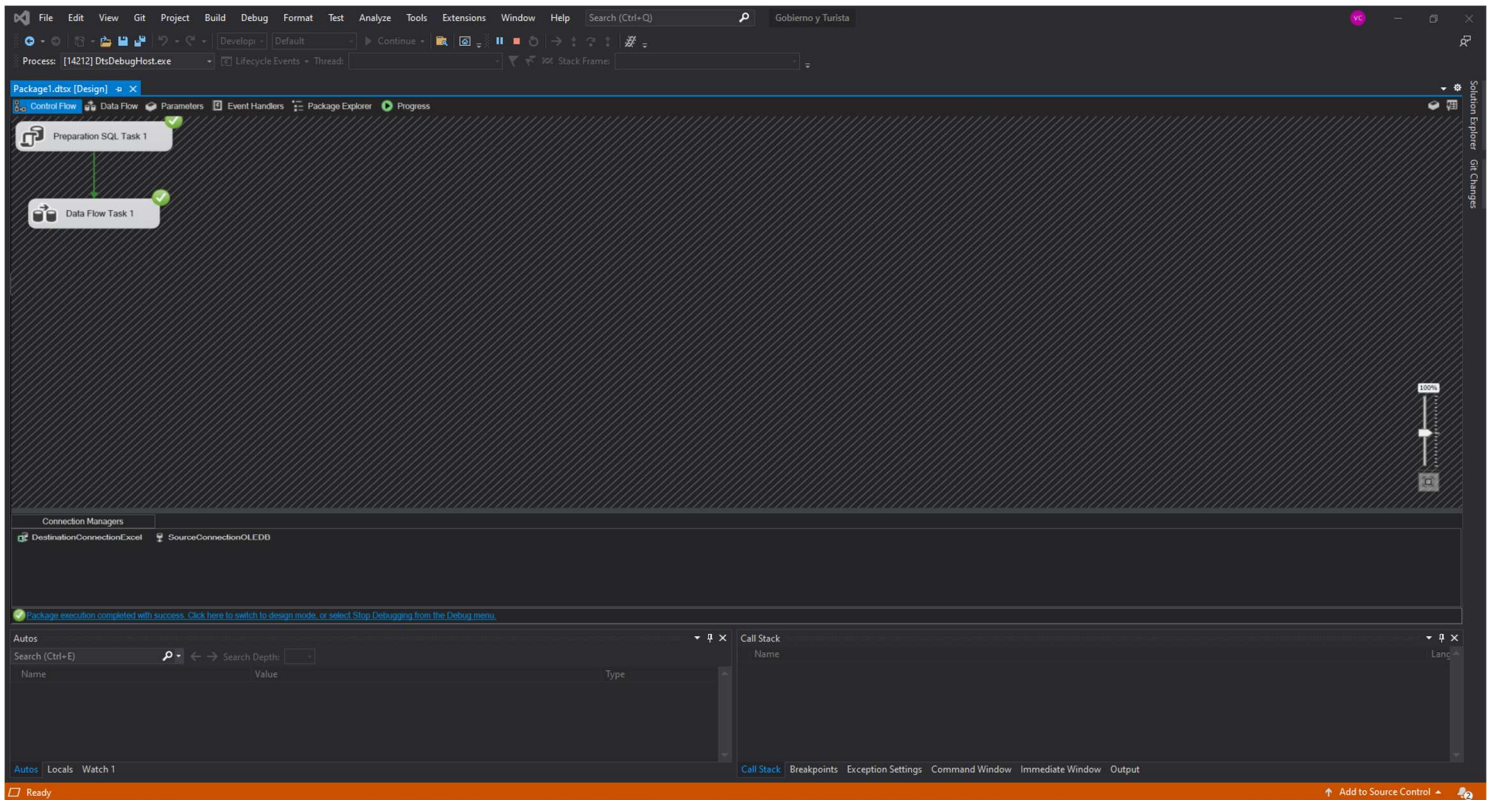 File Edit View Git Project Build Debug Format Test Analyze Tools Extensions Window Help Search (Ctrl+Q) Gobierno y Turista VC
Develop Default Continue
Process: [14212] DtsDebugHost.exe Lifecycle Events Thread: Stack Frame:
Package1.dtsx [Design]
Control Flow Data Flow Parameters Event Handlers Package Explorer Progress
Solution Explorer
Git Changes
Preparation SQL Task 1
Data Flow Task 1
100%
Connection Managers
DestinationConnectionExcel SourceConnectionOLEDB
Package execution completed with success. Click here to switch to design mode, or select Stop Debugging from the Debug menu.
Autos
Search (Ctrl+E) Search Depth:
Name Value Type
Autos Locals Watch 1
Call Stack
Name Lang
Call Stack Breakpoints Exception Settings Command Window Immediate Window Output
Ready Add to Source Control 2